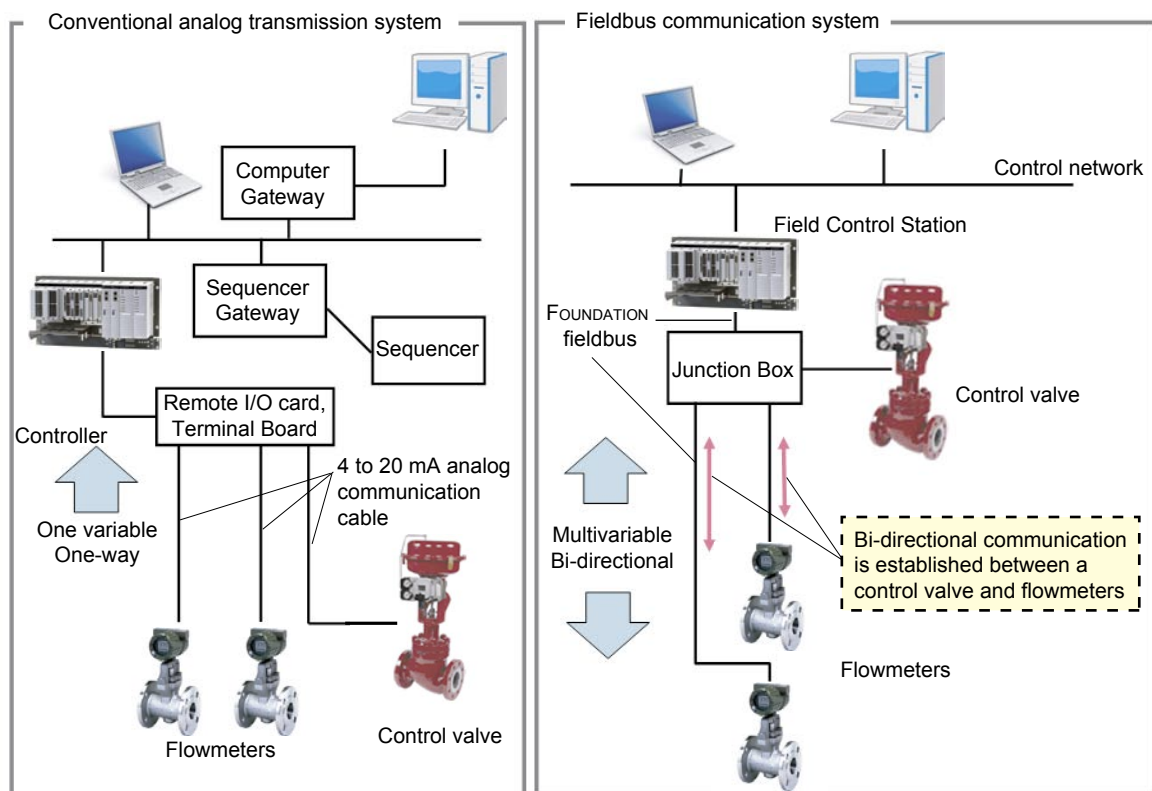 Conventional analog transmission system
Computer
Gateway
Sequencer
Gateway
Sequencer
Remote I/O card,
Terminal Board
Controller
One variable
One-way
4 to 20 mA analog
communication
cable
Flowmeters
Control valve
Fieldbus communication system
Control network
Field Control Station
FOUNDATION
fieldbus
Junction Box
Control valve
Multivariable
Bi-directional
Bi-directional communication
is established between a
control valve and flowmeters
Flowmeters